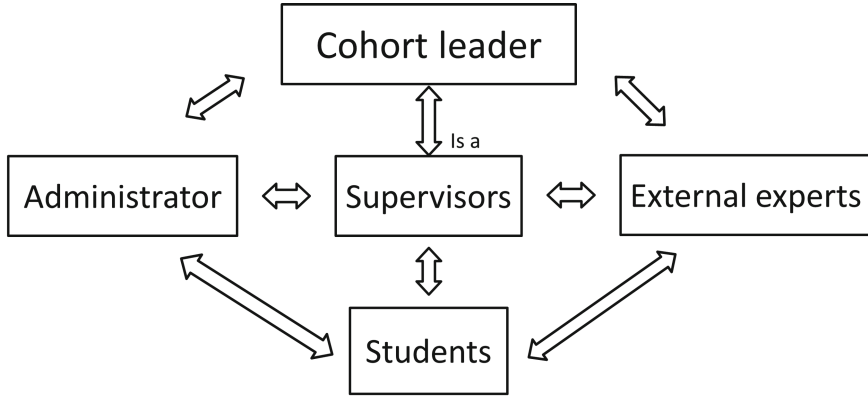 Cohort leader
Is a
Administrator
Supervisors
External experts
Students